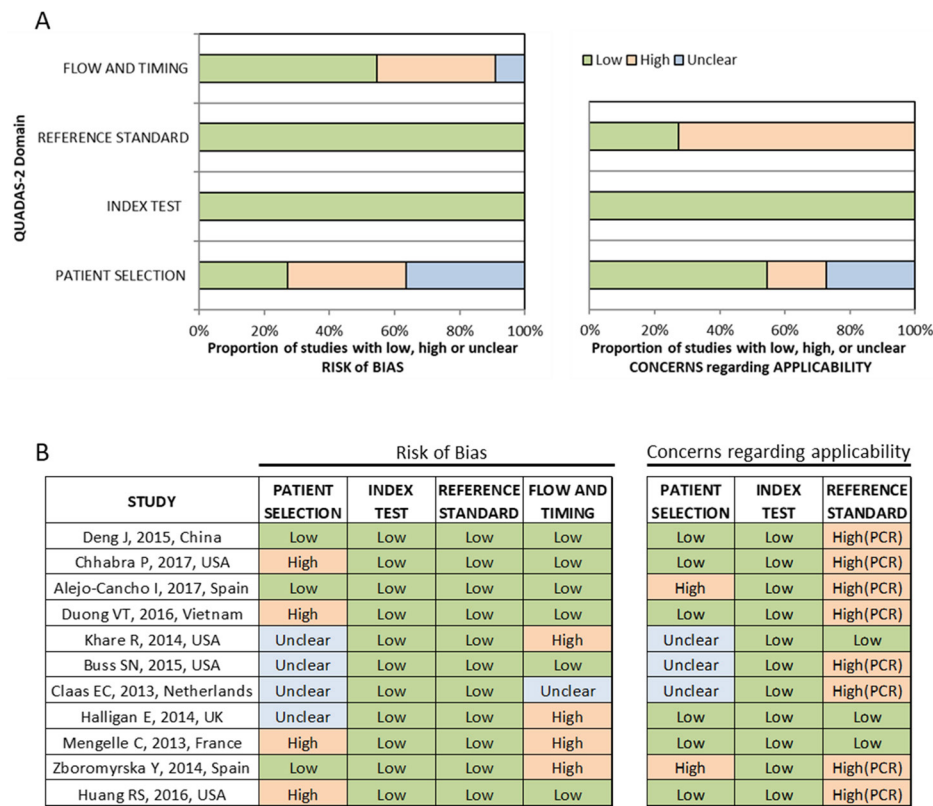 A
Low High Unclear
QUADAS-2 Domain
FLOW AND TIMING
REFERENCE STANDARD
INDEX TEST
PATIENT SELECTION
0% 20% 40% 60% 80% 100%
Proportion of studies with low, high or unclear
RISK of BIAS
0% 20% 40% 60% 80% 100%
Proportion of studies with low, high, or unclear
CONCERNS regarding APPLICABILITY
B
Risk of Bias Concerns regarding applicability
STUDY PATIENT SELECTION INDEX TEST REFERENCE STANDARD FLOW AND TIMING PATIENT SELECTION INDEX TEST REFERENCE STANDARD
Deng J, 2015, China Low Low Low Low Low Low High(PCR)
Chhabra P, 2017, USA High Low Low Low Low Low High(PCR)
Alejo-Cancho I, 2017, Spain Low Low Low Low High Low High(PCR)
Duong VT, 2016, Vietnam High Low Low Low Low Low High(PCR)
Khare R, 2014, USA Unclear Low Low High Unclear Low Low
Buss SN, 2015, USA Unclear Low Low Low Unclear Low High(PCR)
Claas EC, 2013, Netherlands Unclear Low Low Unclear Unclear Low High(PCR)
Halligan E, 2014, UK Unclear Low Low High Low Low Low
Mengelle C, 2013, France High Low Low High Low Low Low
Zboromyrska Y, 2014, Spain Low Low Low High High Low High(PCR)
Huang RS, 2016, USA High Low Low Low Low Low High(PCR)